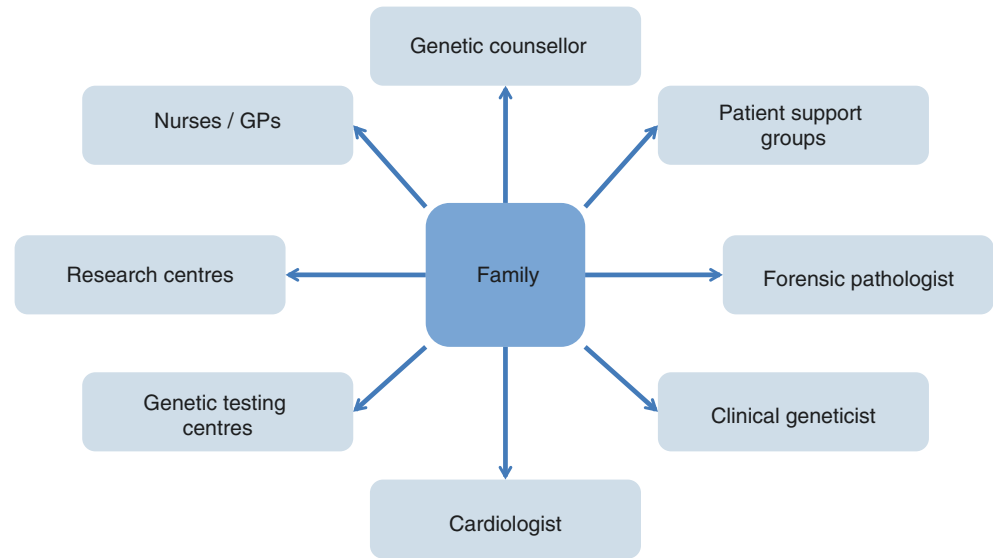 Genetic counsellor
Nurses / GPs
Patient support
groups
Research centres
Family
Forensic pathologist
Genetic testing
centres
Clinical geneticist
Cardiologist